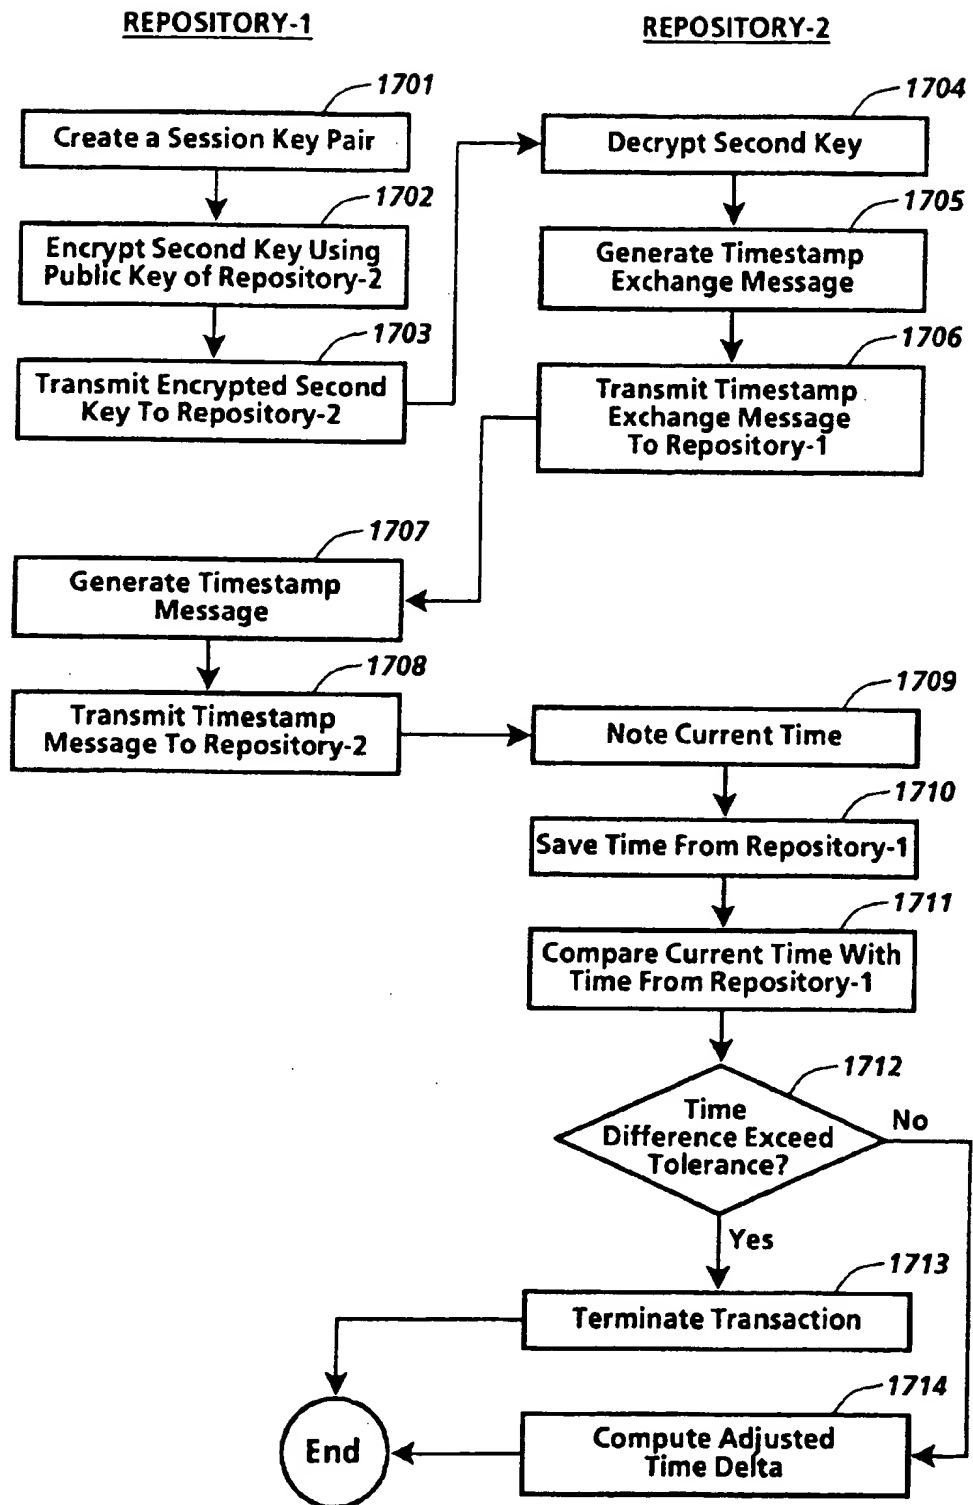 REPOSITORY-1
REPOSITORY-2
1701
Create a Session Key Pair
1702
Encrypt Second Key Using
Public Key of Repository-2
1703
Transmit Encrypted Second
Key To Repository-2
1704
Decrypt Second Key
1705
Generate Timestamp
Exchange Message
1706
Transmit Timestamp
Exchange Message
To Repository-1
1707
Generate Timestamp
Message
1708
Transmit Timestamp
Message To Repository-2
1709
Note Current Time
1710
Save Time From Repository-1
1711
Compare Current Time With
Time From Repository-1
1712
Time
Difference Exceed
Tolerance?
No
Yes
1713
Terminate Transaction
1714
Compute Adjusted
Time Delta
End